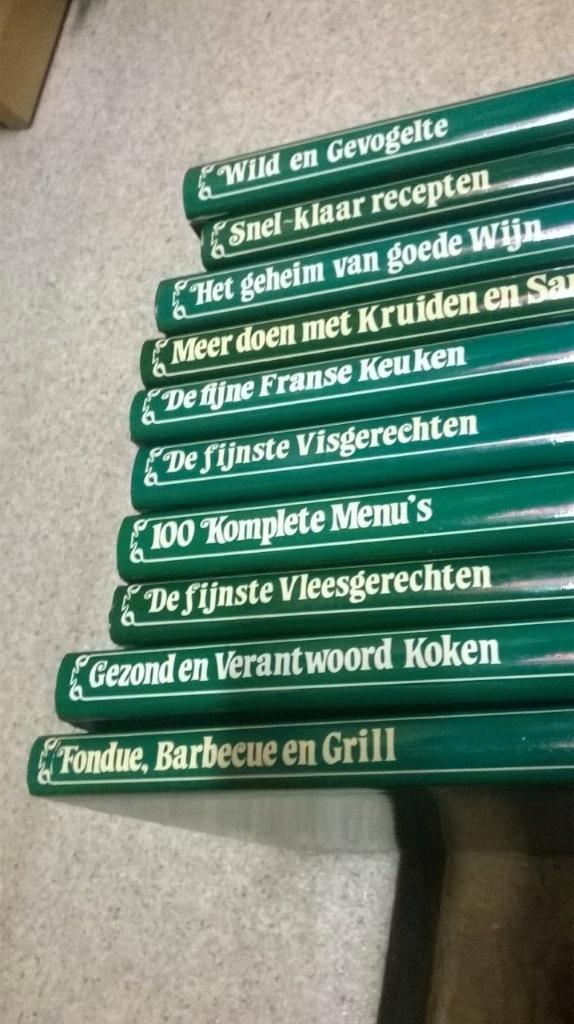 Wild en Gevogelte
Snel-klaar recepten
Het geheim van goede Wijn
Meer doen met Kruiden en
De fijne Franse Keuken
De fijnste Visgerechten
100 Komplete Menu's
De fijnste Vleesgerechten
Gezond en Verantwoord Koken
Fondue, Barbecue en Grill